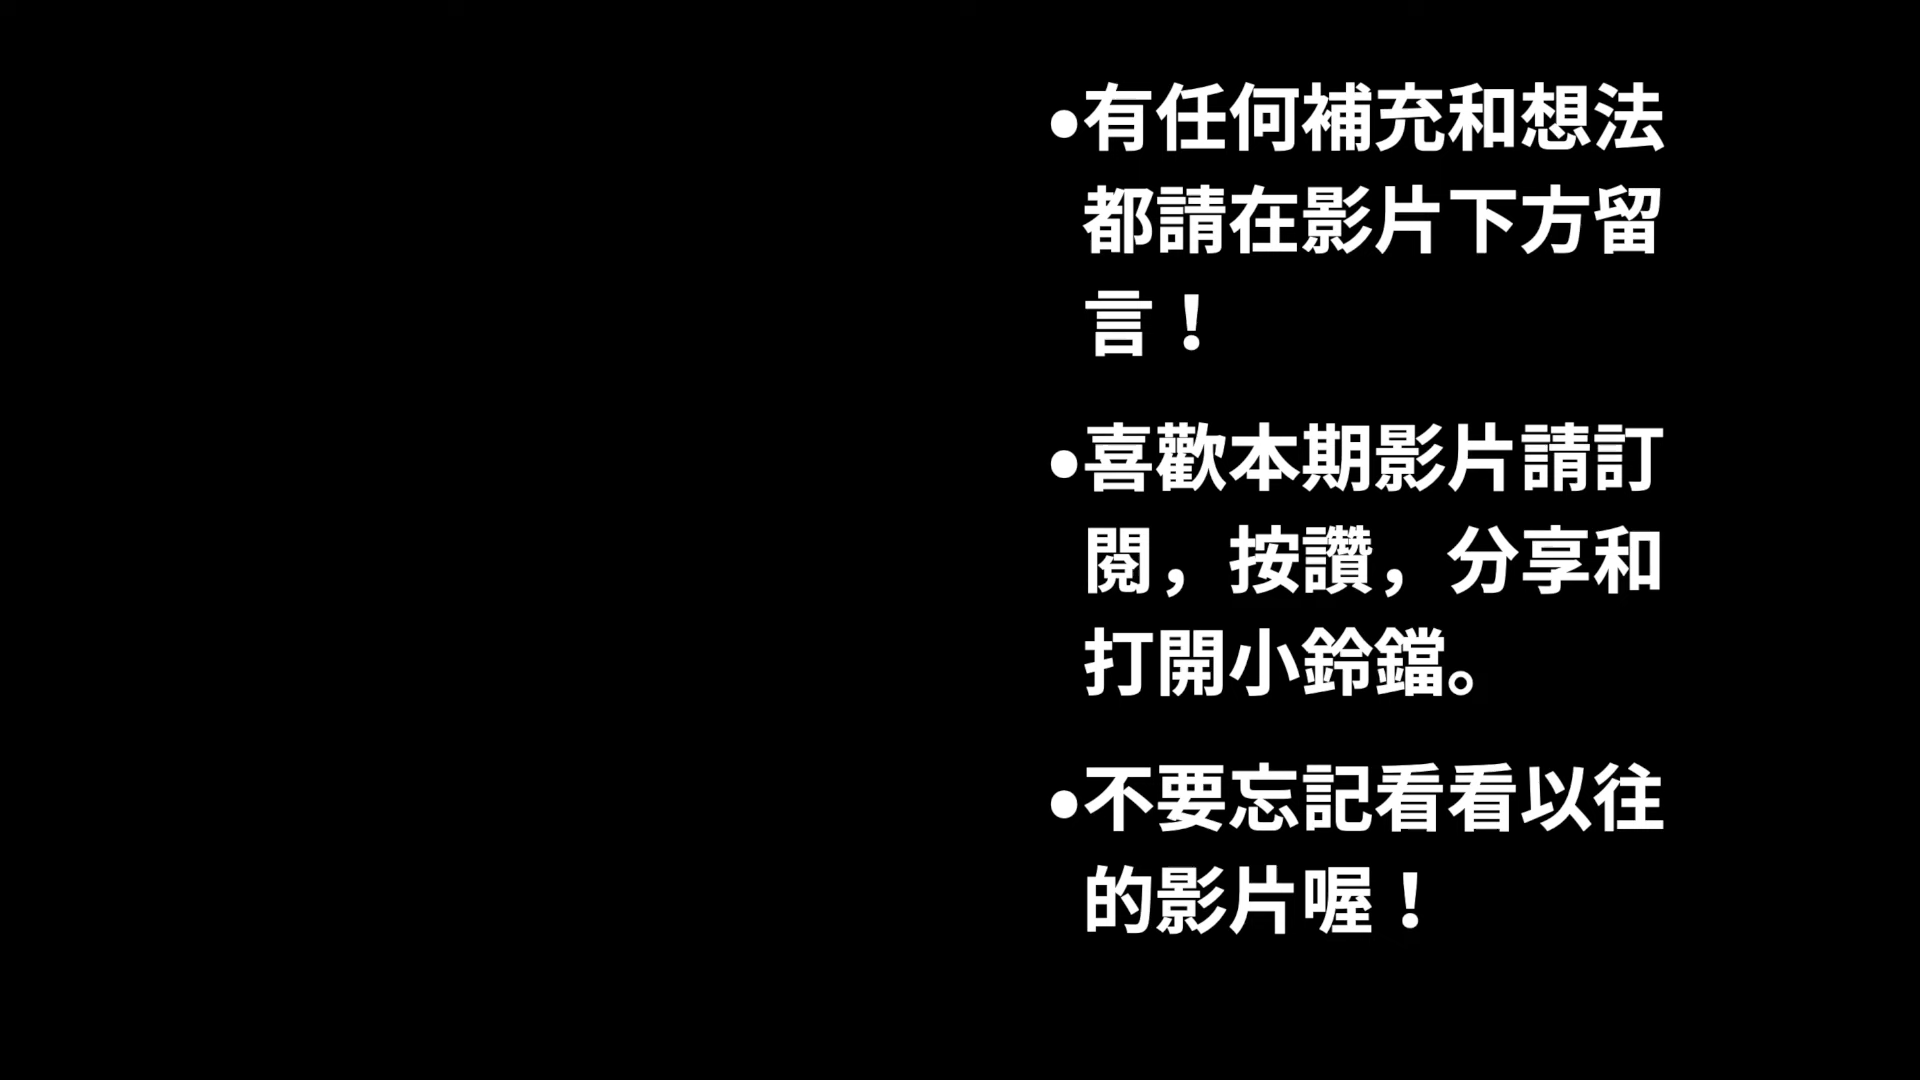 •有任何補充和想法
都請在影片下方留
言！
•喜歡本期影片請訂
閱，按讚，分享和
打開小鈴鐺。
•不要忘記看看以往
的影片喔！